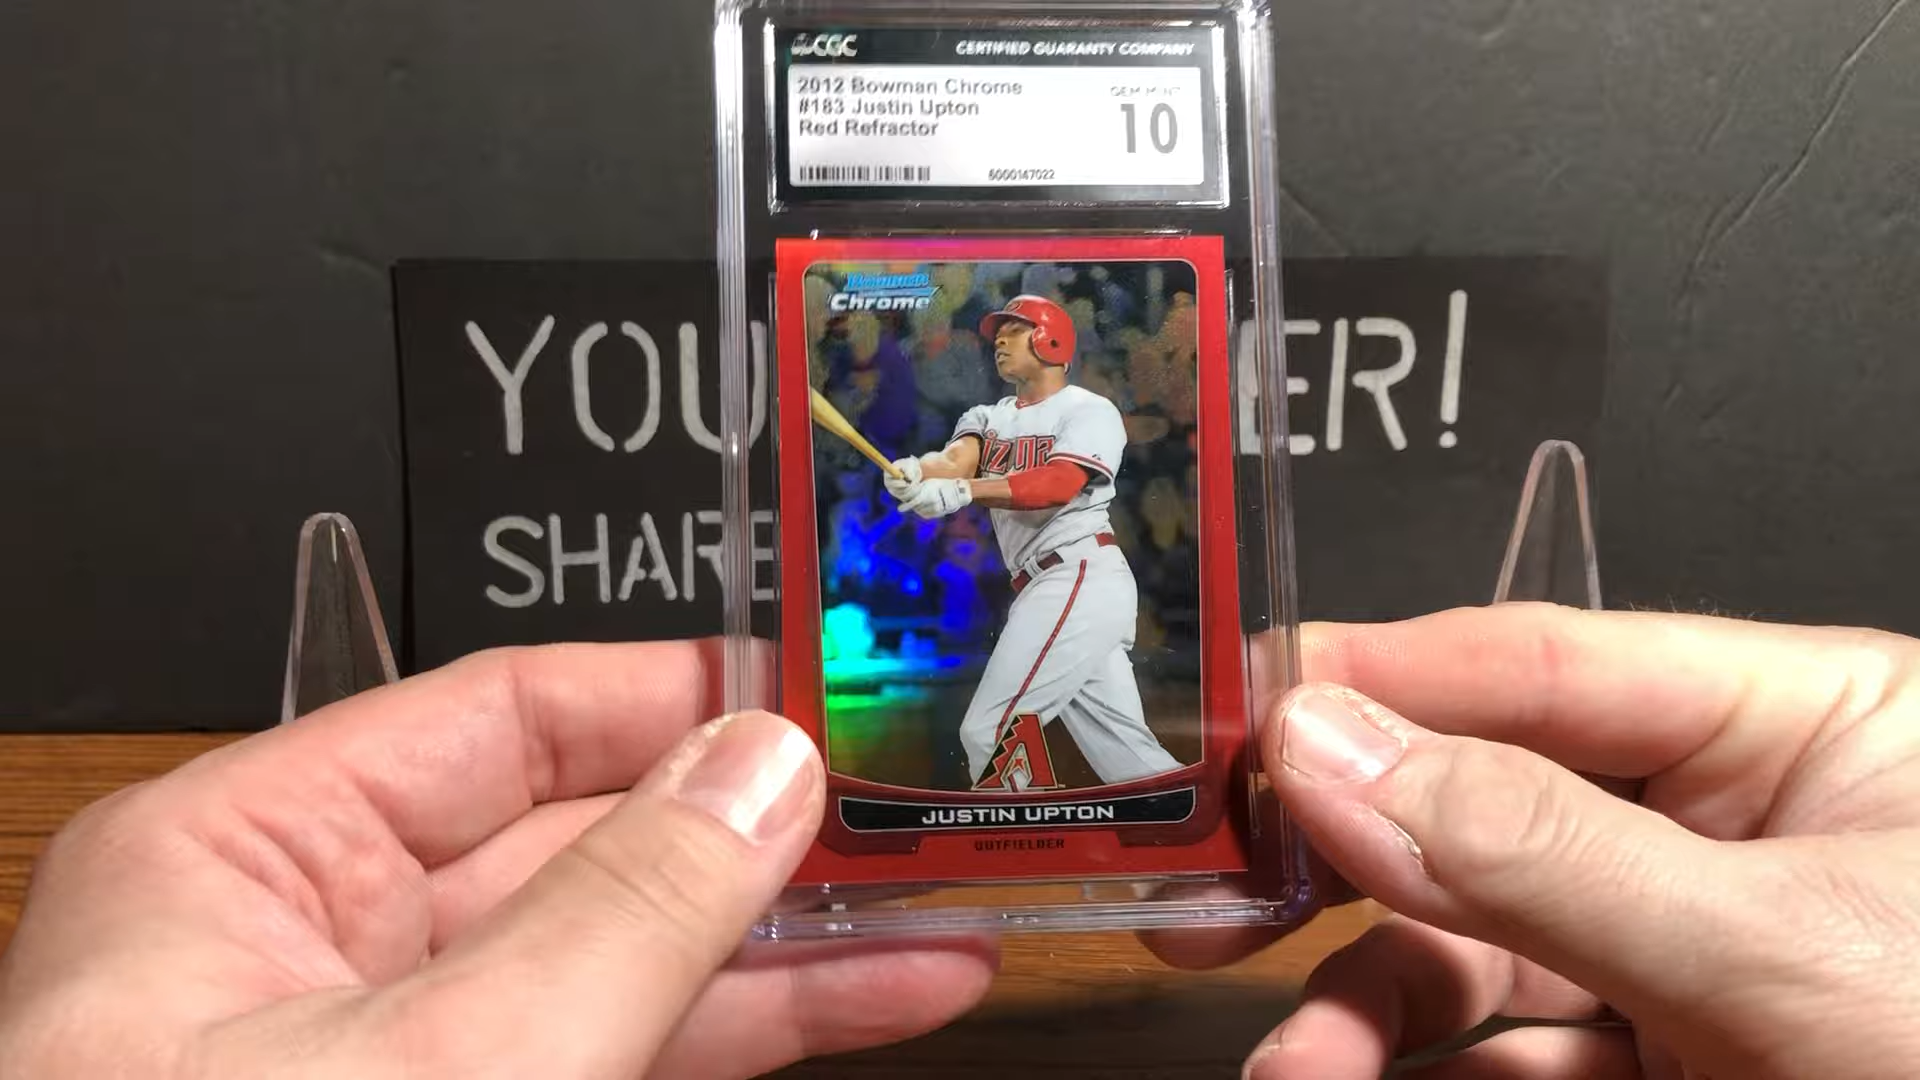 CGC
CERTIFIED GUARANTY COMPANY
2012 Bowman Chrome
#183 Justin Upton
Red Refractor
GEM MINT
10
6000147022
Bowman
Chrome
YOU ER!
SHARE
JUSTIN UPTON
OUTFIELDER